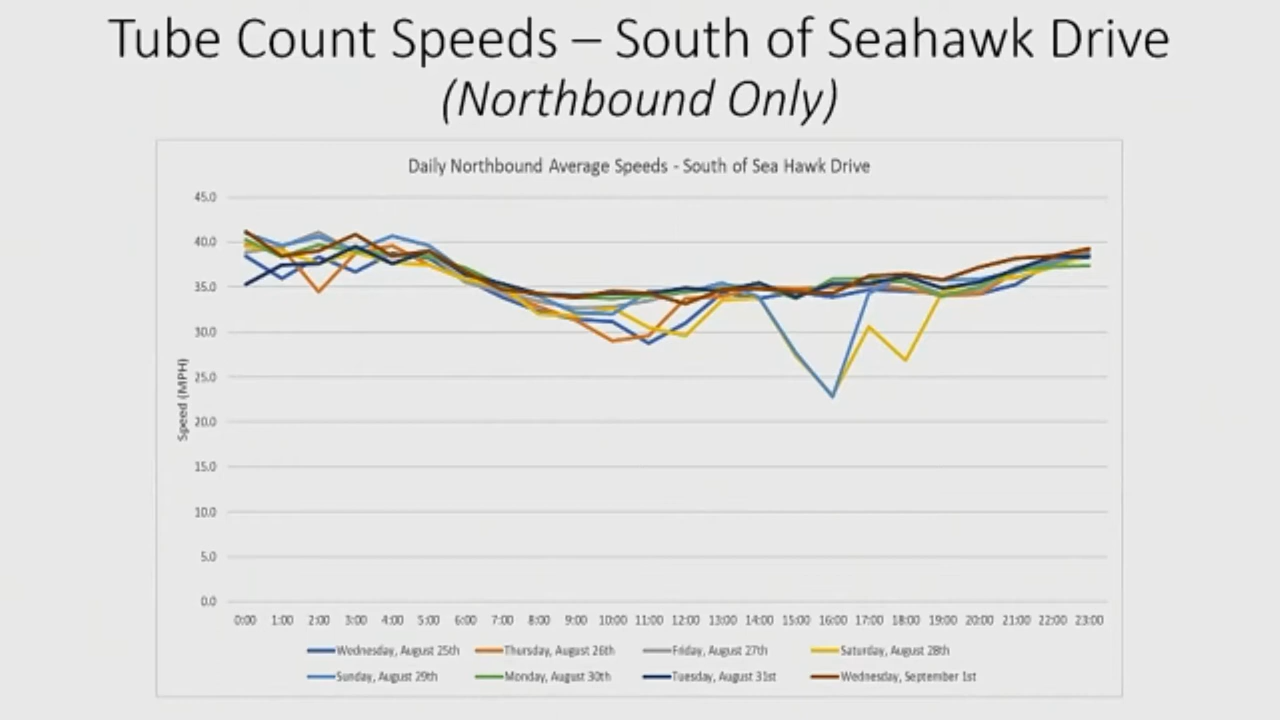 Tube Count Speeds – South of Seahawk Drive
(Northbound Only)
Daily Northbound Average Speeds - South of Sea Hawk Drive
45.0
40.0
35.0
30.0
25.0
20.0
15.0
10.0
5.0
0.0
Speed (MPH)
0:00 1:00 2:00 3:00 4:00 5:00 6:00 7:00 8:00 9:00 10:00 11:00 12:00 13:00 14:00 15:00 16:00 17:00 18:00 19:00 20:00 21:00 22:00 23:00
Wednesday, August 25th Thursday, August 26th Friday, August 27th Saturday, August 28th
Sunday, August 29th Monday, August 30th Tuesday, August 31st Wednesday, September 1st